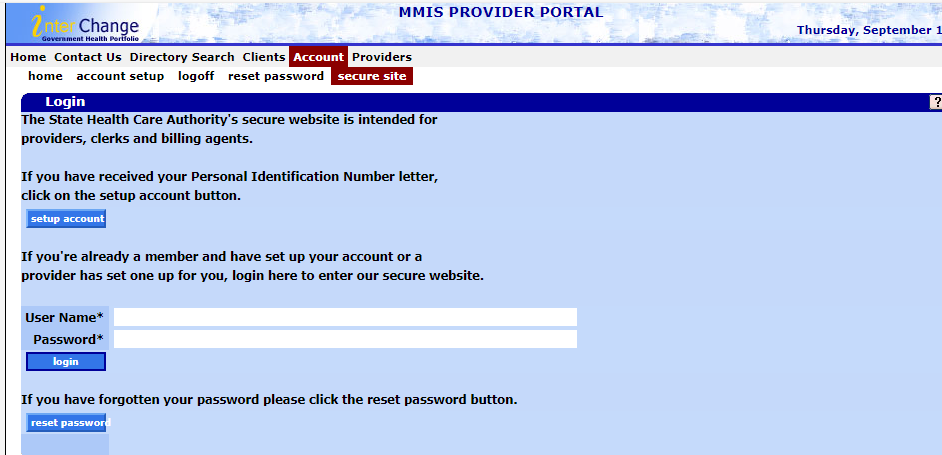 inter Change
Government Health Portfolio
MMIS PROVIDER PORTAL
Thursday, September 1
Home Contact Us Directory Search Clients Account Providers
home account setup logoff reset password secure site
Login ?
The State Health Care Authority's secure website is intended for
providers, clerks and billing agents.
If you have received your Personal Identification Number letter,
click on the setup account button.
setup account
If you're already a member and have set up your account or a
provider has set one up for you, login here to enter our secure website.
User Name*
Password*
login
If you have forgotten your password please click the reset password button.
reset password